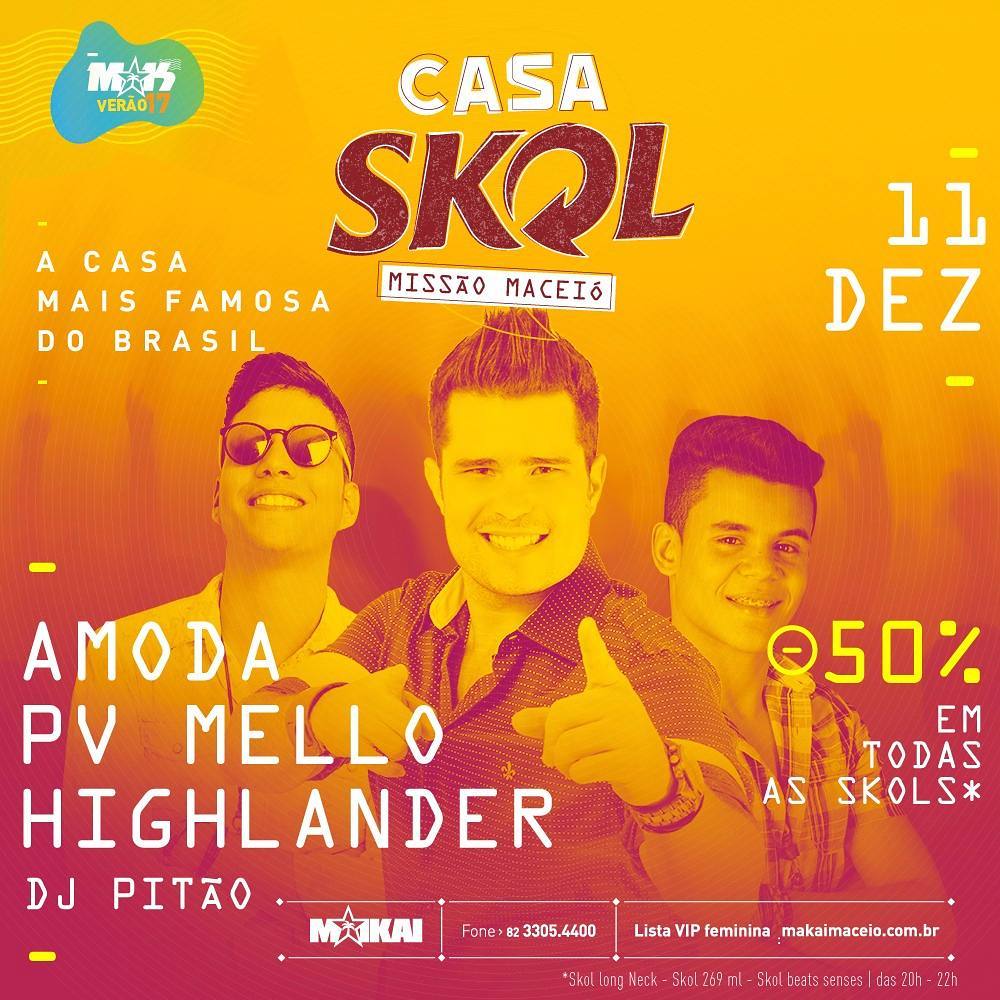 MAK
VERÃO17
CASA
SKOL
MISSÃO MACEIÓ
11
DEZ
A CASA
MAIS FAMOSA
DO BRASIL
AMODA
PV MELLO
HIGHLANDER
DJ PITÃO
-50%
EM
TODAS
AS SKOLS*
MAIKAI
Fone › 82 3305.4400
Lista VIP feminina : makaimaceio.com.br
*Skol long Neck - Skol 269 ml - Skol beats senses | das 20h - 22h